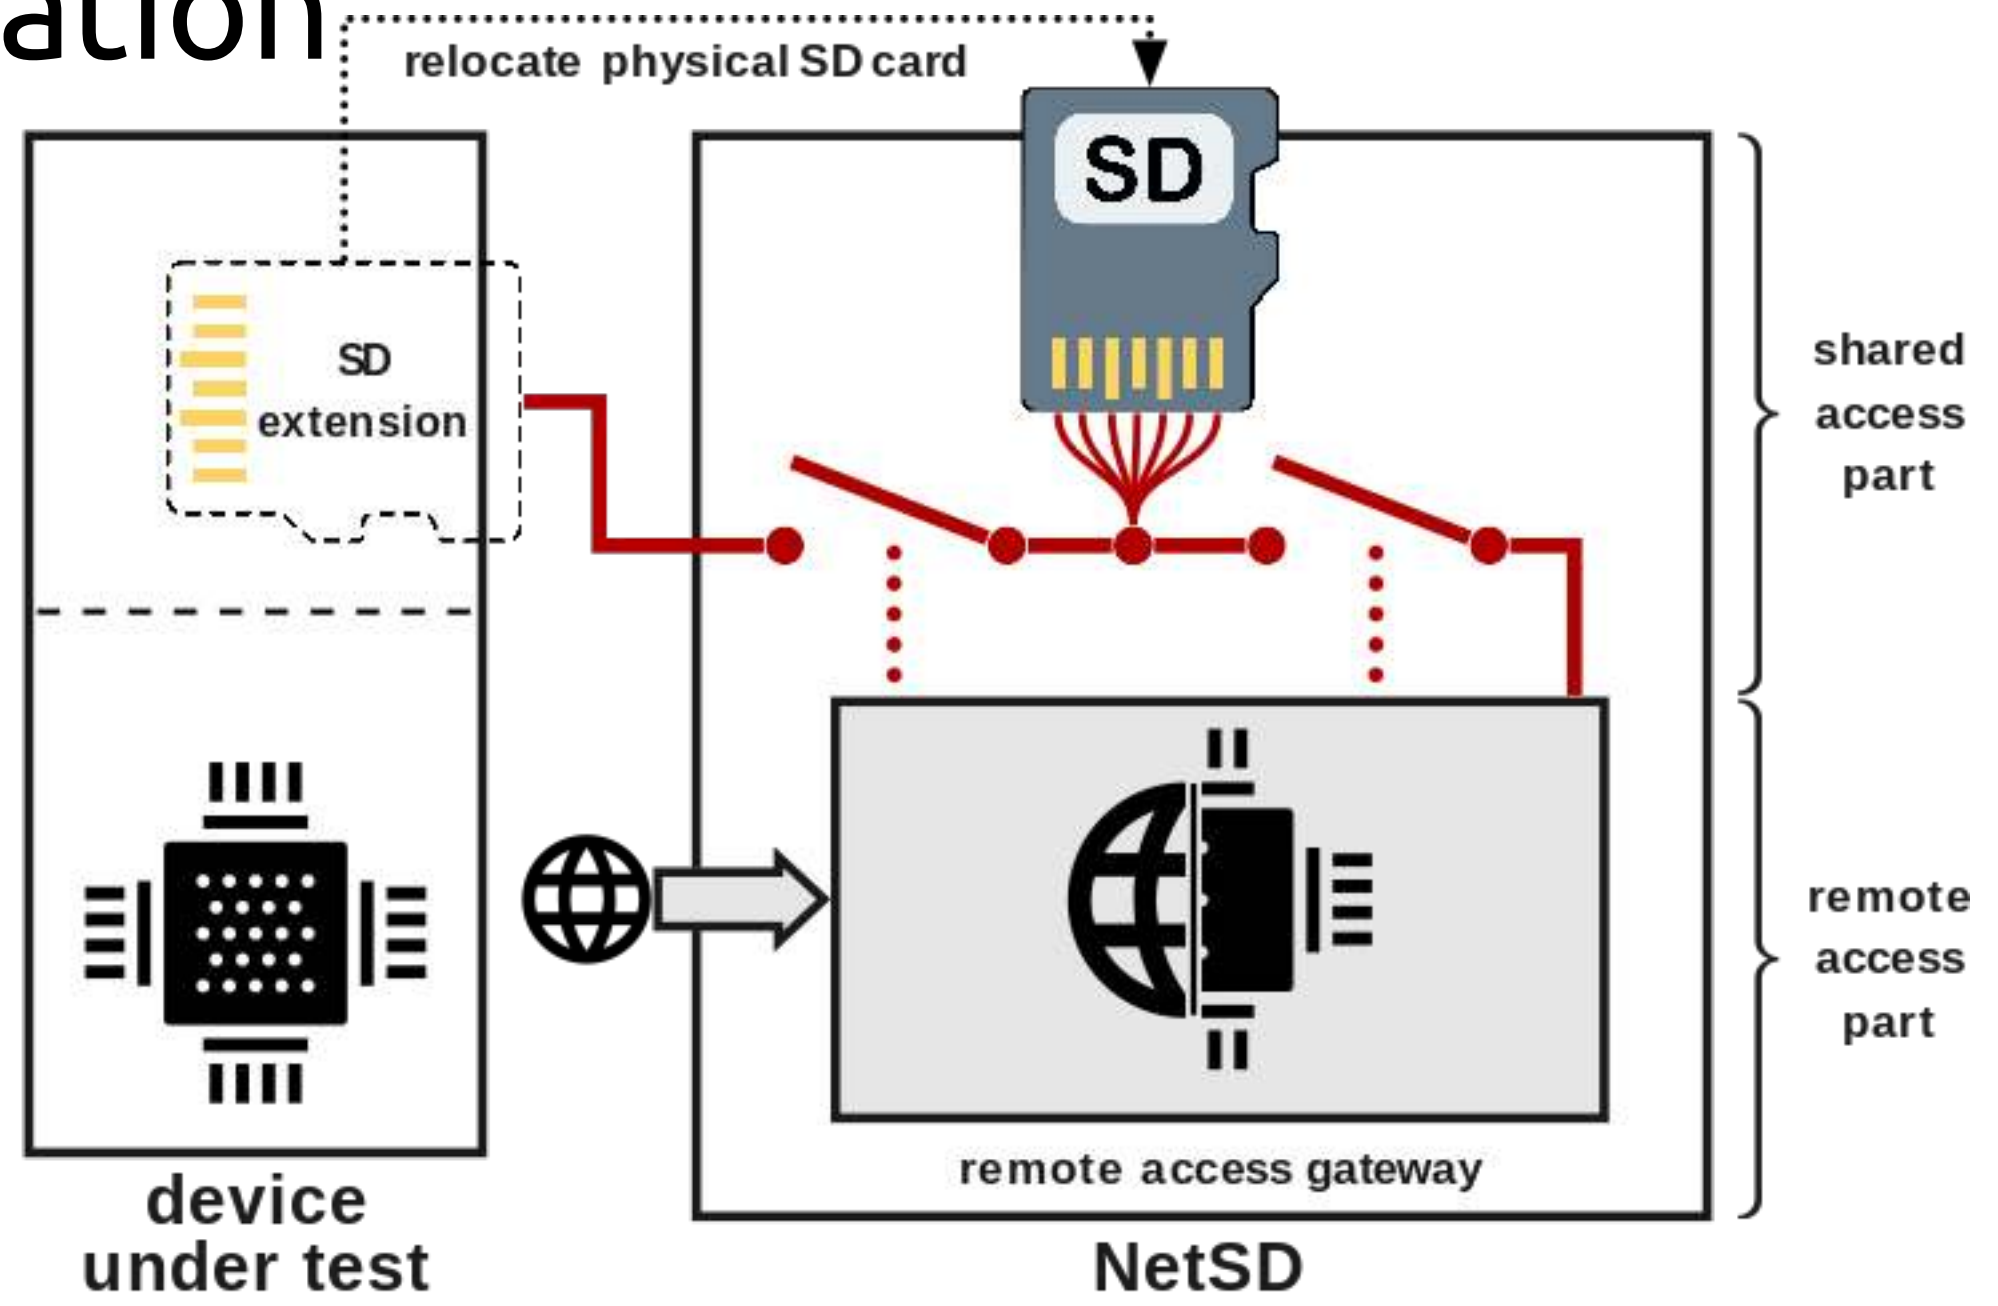 ation
relocate physical SD card
SD
SD
extension
shared
access
part
remote
access
part
remote access gateway
device
under test
NetSD